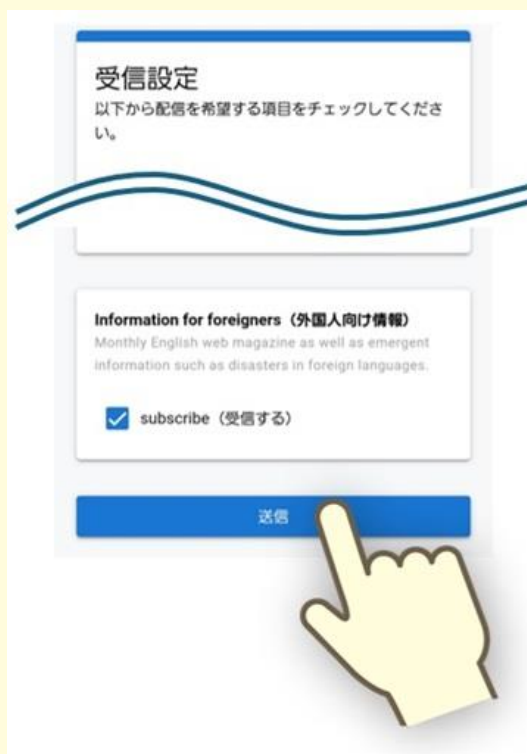 受信設定
以下から配信を希望する項目をチェックしてくださ
い。
Information for foreigners（外国人向け情報）
Monthly English web magazine as well as emergent
information such as disasters in foreign languages.
subscribe（受信する）
送信